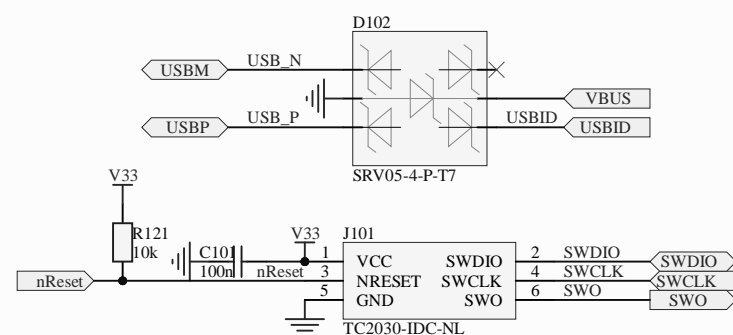 D102
USBM USB_N
VBUS
USBP USB_P USBID USBID
SRV05-4-P-T7
V33
R121 V33 J101
10k C101 1 VCC SWDIO 2 SWDIO SWDIO
100n nReset 3 NRESET SWCLK 4 SWCLK SWCLK
nReset 5 GND SWO 6 SWO SWO
TC2030-IDC-NL